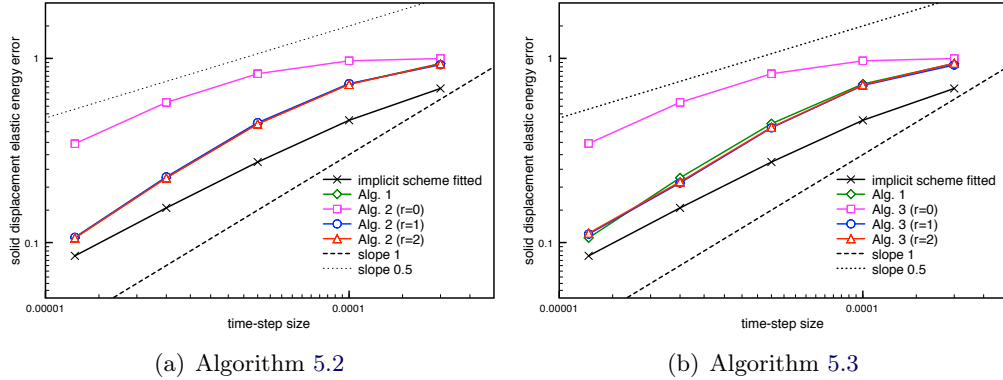 solid displacement elastic energy error
1
0.1
implicit scheme fitted
Alg. 1
Alg. 2 (r=0)
Alg. 2 (r=1)
Alg. 2 (r=2)
slope 1
slope 0.5
0.00001
0.0001
time-step size
(a) Algorithm 5.2
solid displacement elastic energy error
1
0.1
implicit scheme fitted
Alg. 1
Alg. 3 (r=0)
Alg. 3 (r=1)
Alg. 3 (r=2)
slope 1
slope 0.5
0.00001
0.0001
time-step size
(b) Algorithm 5.3